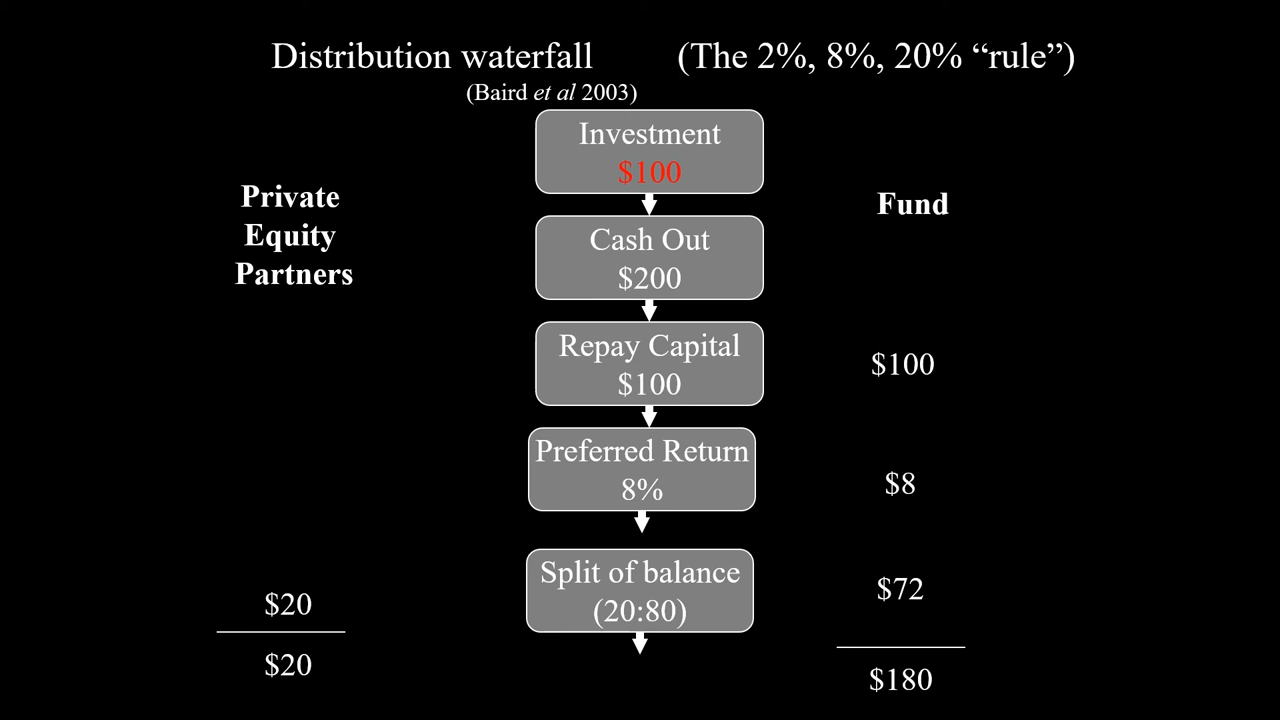 Distribution waterfall (The 2%, 8%, 20% “rule”)
(Baird et al 2003)
Investment
$100
Private
Equity
Partners
Fund
Cash Out
$200
Repay Capital
$100
$100
Preferred Return
8%
$8
Split of balance
(20:80)
$20
$72
$20
$180